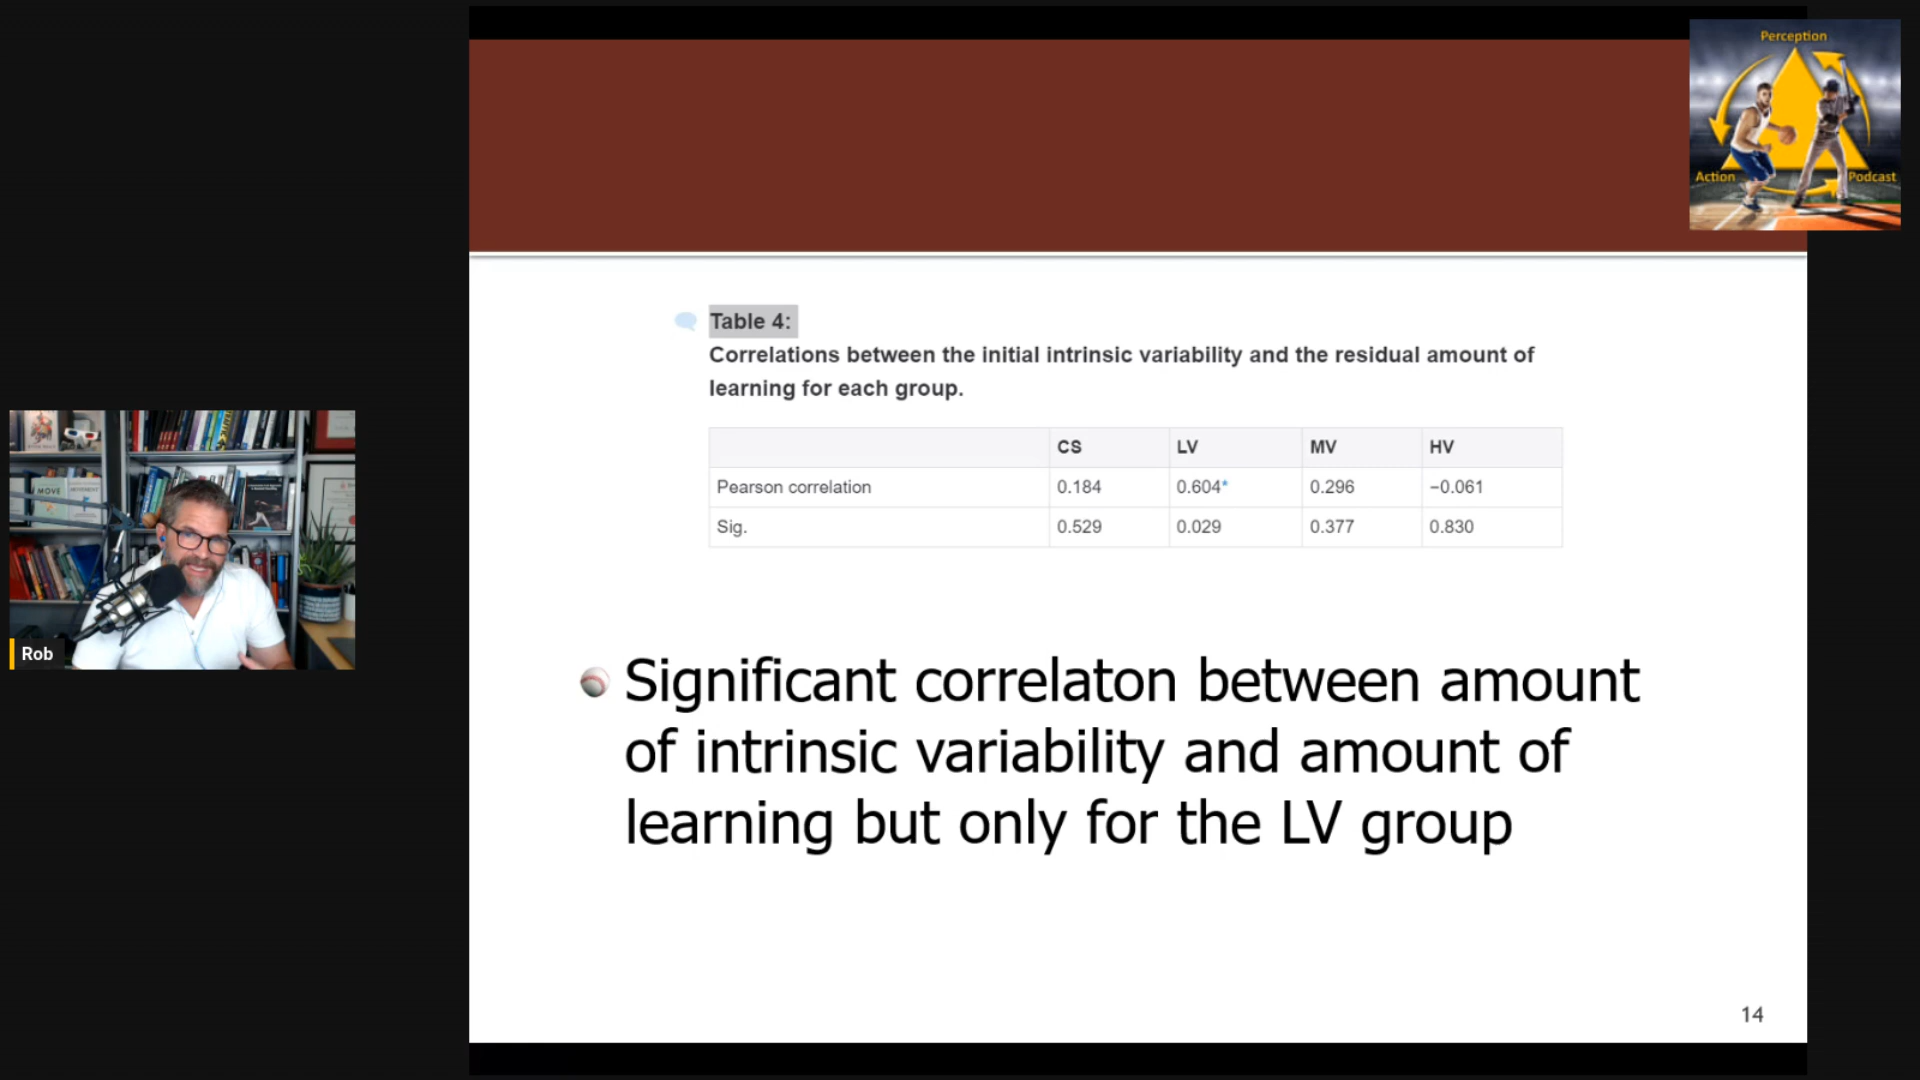 Perception
Action
Podcast
Table 4:
Correlations between the initial intrinsic variability and the residual amount of
learning for each group.
CS LV MV HV
Pearson correlation 0.184 0.604* 0.296 −0.061
Sig. 0.529 0.029 0.377 0.830
MOVE
Rob
Significant correlaton between amount
of intrinsic variability and amount of
learning but only for the LV group
14